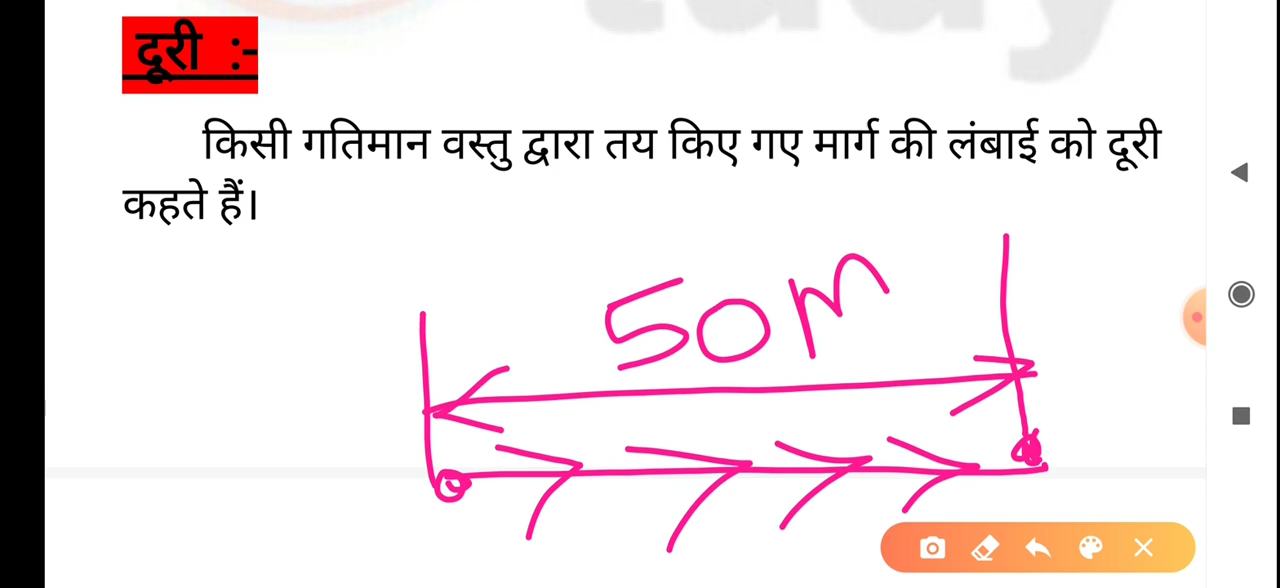 दूरी :-
किसी गतिमान वस्तु द्वारा तय किए गए मार्ग की लंबाई को दूरी
कहते हैं।
50m